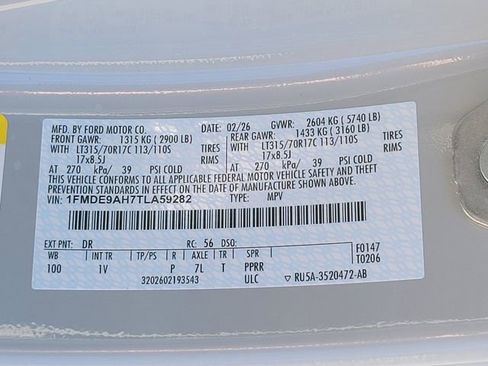 MFD. BY FORD MOTOR CO. 02/26 GVWR: 2604 KG (5740 LB)
FRONT GAWR: 1315 KG (2900 LB) REAR GAWR: 1433 KG (3160 LB)
WITH LT315/70R17C 113/110S TIRES WITH LT315/70R17C 113/110S TIRES
17x8.5J RIMS 17x8.5J RIMS
AT 270 kPa/ 39 PSI COLD AT 270 kPa/ 39 PSI COLD
THIS VEHICLE CONFORMS TO ALL APPLICABLE FEDERAL MOTOR VEHICLE SAFETY AND THEFT PREVENTION STANDARDS IN EFFECT ON THE DATE OF MANUFACTURE SHOWN ABOVE.
VIN: 1FMDE9AH7TLA59282 TYPE: MPV
EXT PNT: DR RC: 56 DSO: F0147
WB TP/PS R AXLE TR SPR T0206
100 1V P 7L T PPRR
3202602193543 ULC RU5A-3520472-AB